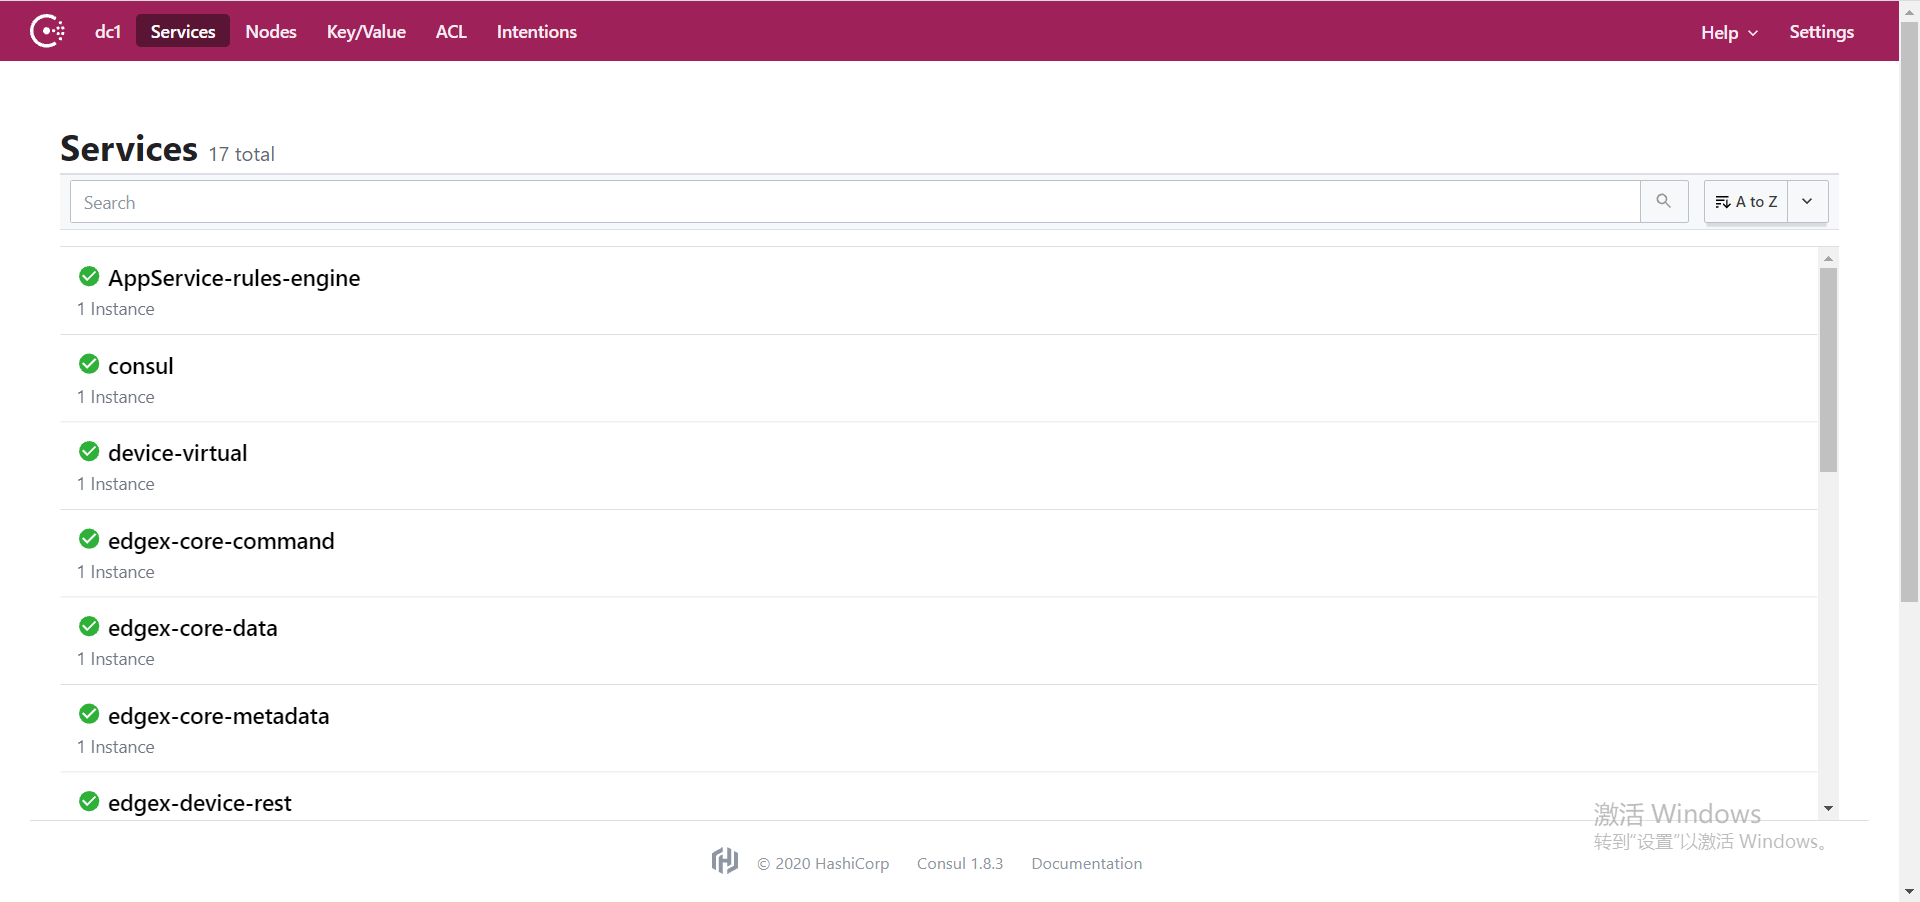 dc1 Services Nodes Key/Value ACL Intentions Help Settings
Services 17 total
Search A to Z
AppService-rules-engine
1 Instance
consul
1 Instance
device-virtual
1 Instance
edgex-core-command
1 Instance
edgex-core-data
1 Instance
edgex-core-metadata
1 Instance
edgex-device-rest
激活 Windows
转到“设置”以激活 Windows。
© 2020 HashiCorp Consul 1.8.3 Documentation